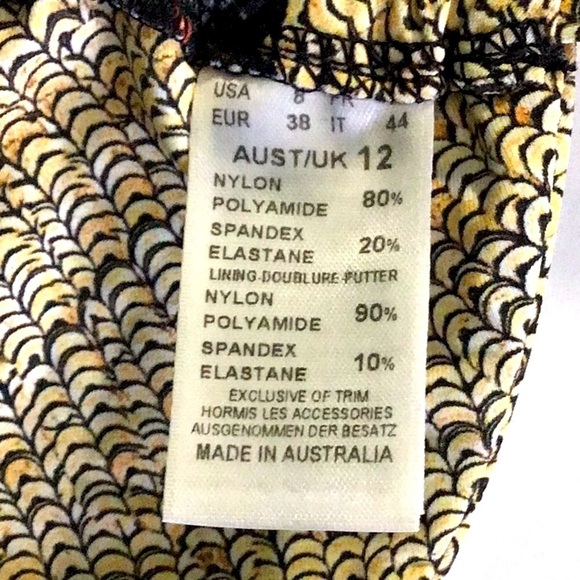 USA 8 FR
EUR 38 IT 44
AUST/UK 12
NYLON
POLYAMIDE 80%
SPANDEX
ELASTANE 20%
LINING-DOUBLURE-FUTTER
NYLON
POLYAMIDE 90%
SPANDEX
ELASTANE 10%
EXCLUSIVE OF TRIM
HORMIS LES ACCESSORIES
AUSGENOMMEN DER BESATZ
MADE IN AUSTRALIA